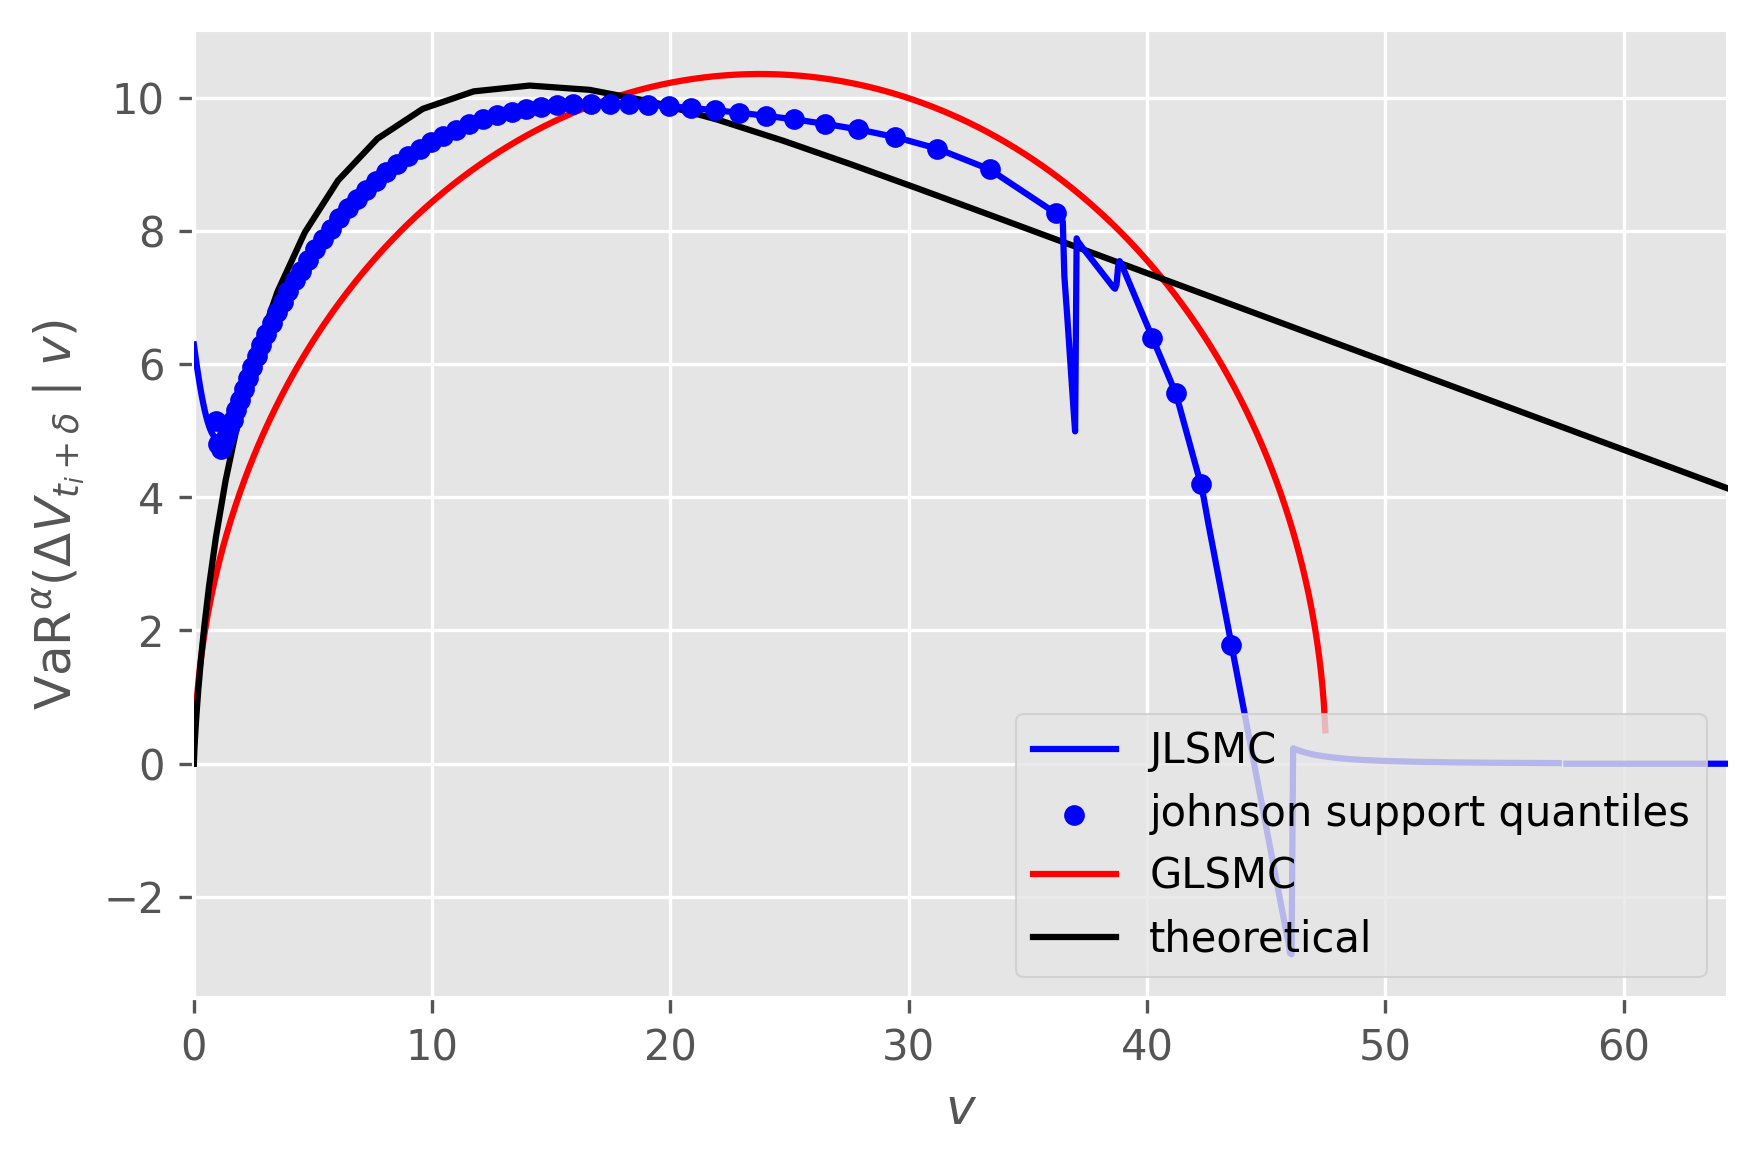 VaR^α(ΔV_{t_i+δ} | v)
10
8
6
4
2
0
−2
0 10 20 30 40 50 60
v
JLSMC
johnson support quantiles
GLSMC
theoretical